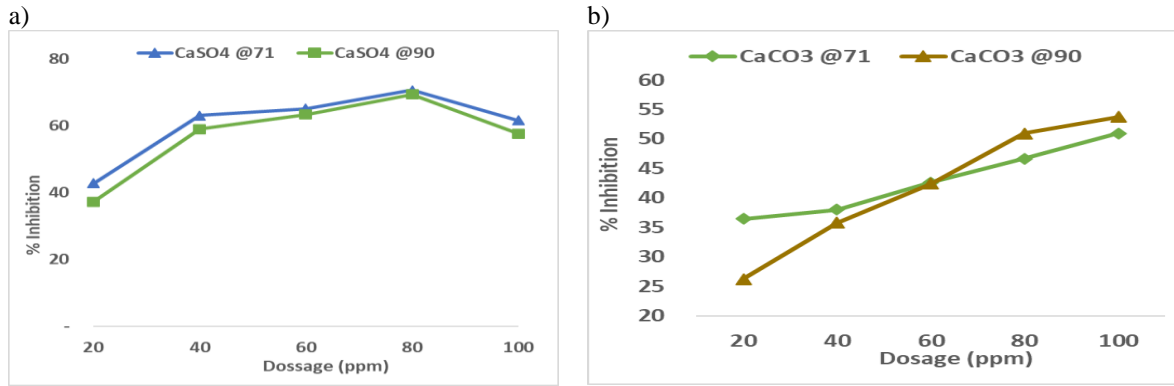 a)
CaSO4 @71 CaSO4 @90
80
60
40
20
-
% Inhibition
20 40 60 80 100
Dossage (ppm)
b)
CaCO3 @71 CaCO3 @90
60
55
50
45
40
35
30
25
20
% Inhibition
20 40 60 80 100
Dosage (ppm)